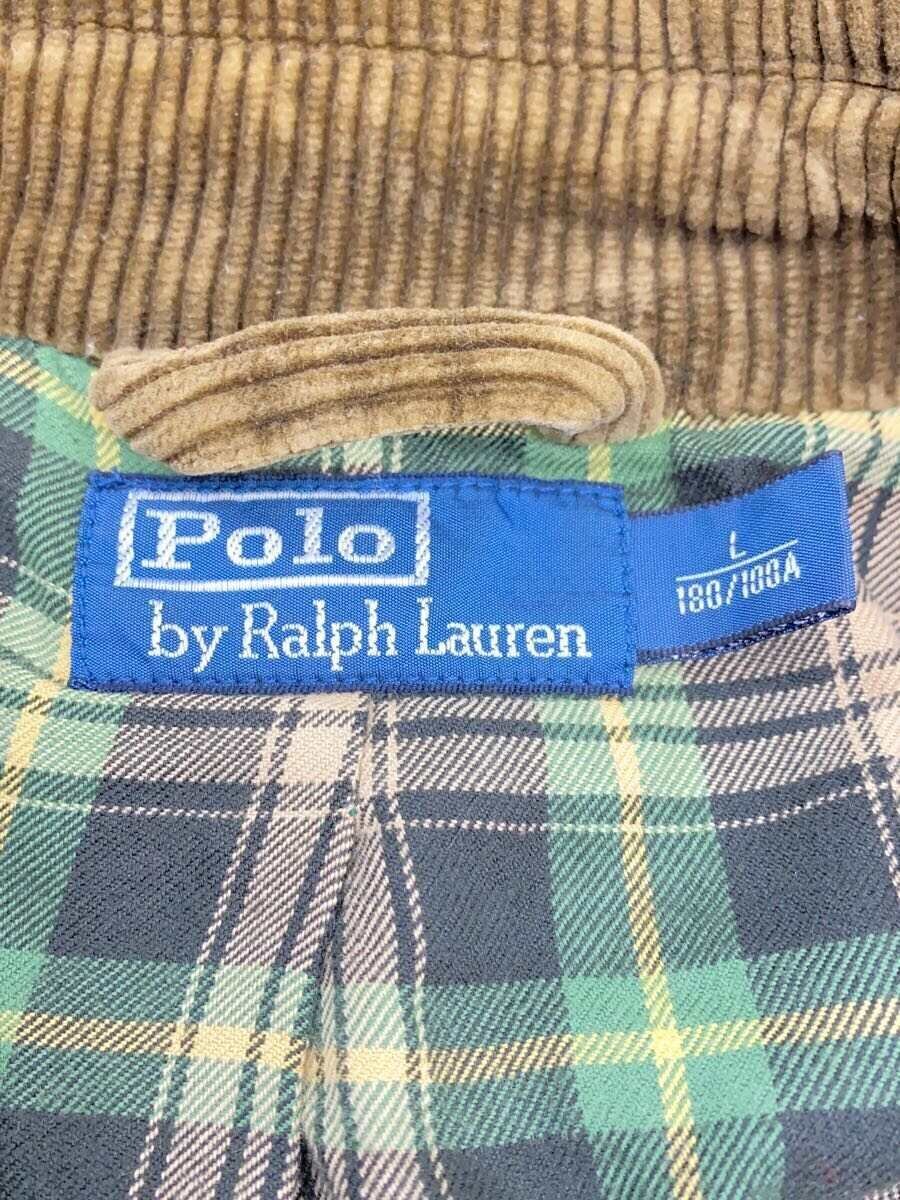 Polo
by Ralph Lauren
L
180/100A